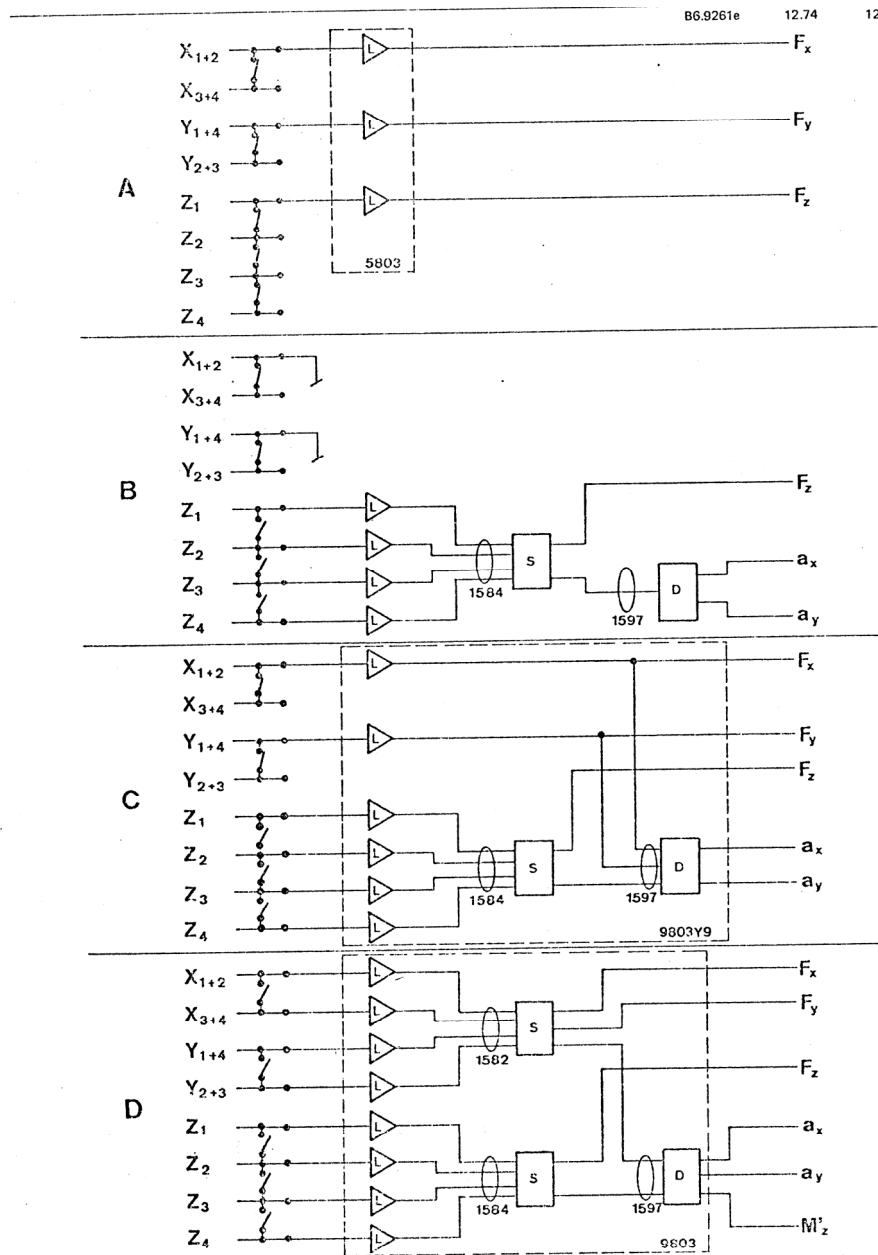 B6.9261e 12.74 12
X1+2 L Fx
X3+4
Y1+4 L Fy
Y2+3
A
Z1 L Fz
Z2
Z3
5803
Z4
X1+2
X3+4
Y1+4
Y2+3
B
Fz
Z1 L
Z2 L S
ax
Z3 L D
1584 1597
Z4 L ay
X1+2 L Fx
X3+4
Y1+4 L Fy
Y2+3 Fz
C
Z1 L
Z2 L ax
S D
Z3 L ay
1584 1597
Z4 L 9803Y9
X1+2 L Fx
X3+4 L Fy
S
Y1+4 L
1582
Y2+3 L Fz
D
Z1 L ax
Z2 L ay
S D
Z3 L
1584 1597
M'z
Z4 L 9803